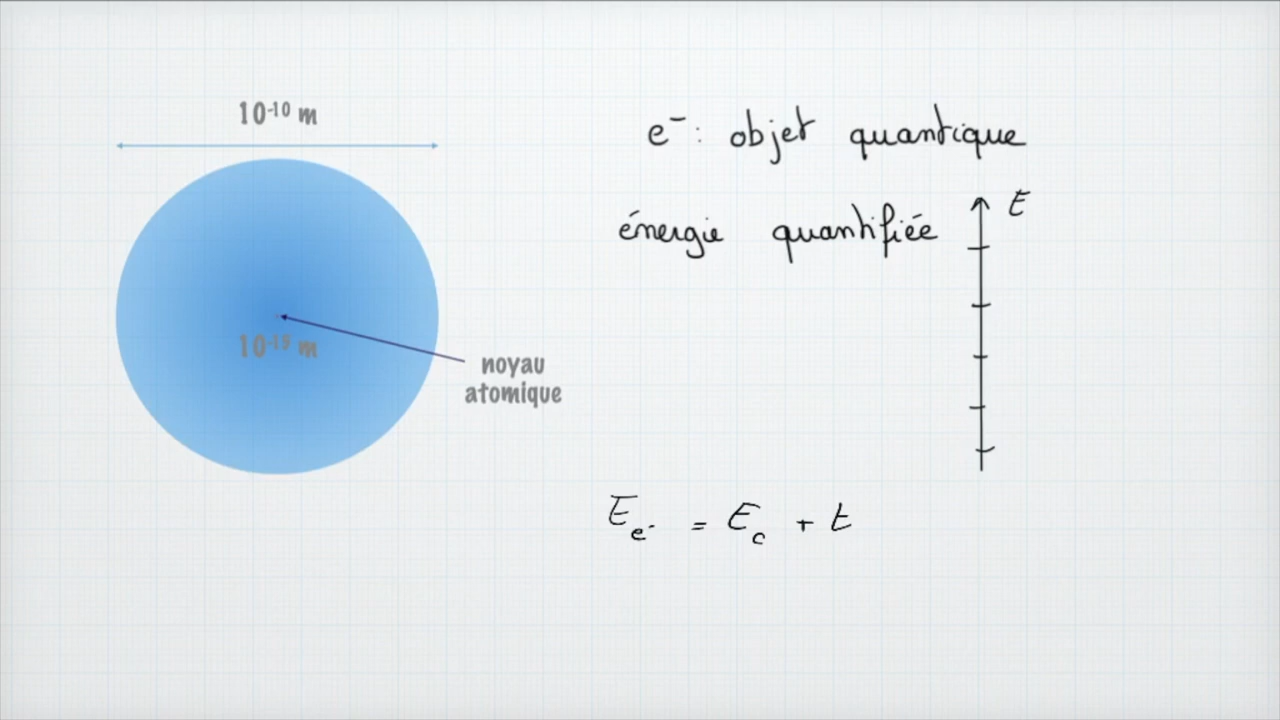 10⁻¹⁰ m
e⁻ : objet quantique
E
énergie quantifiée
10⁻¹⁵ m
noyau
atomique
E_e⁻ = E_c + E